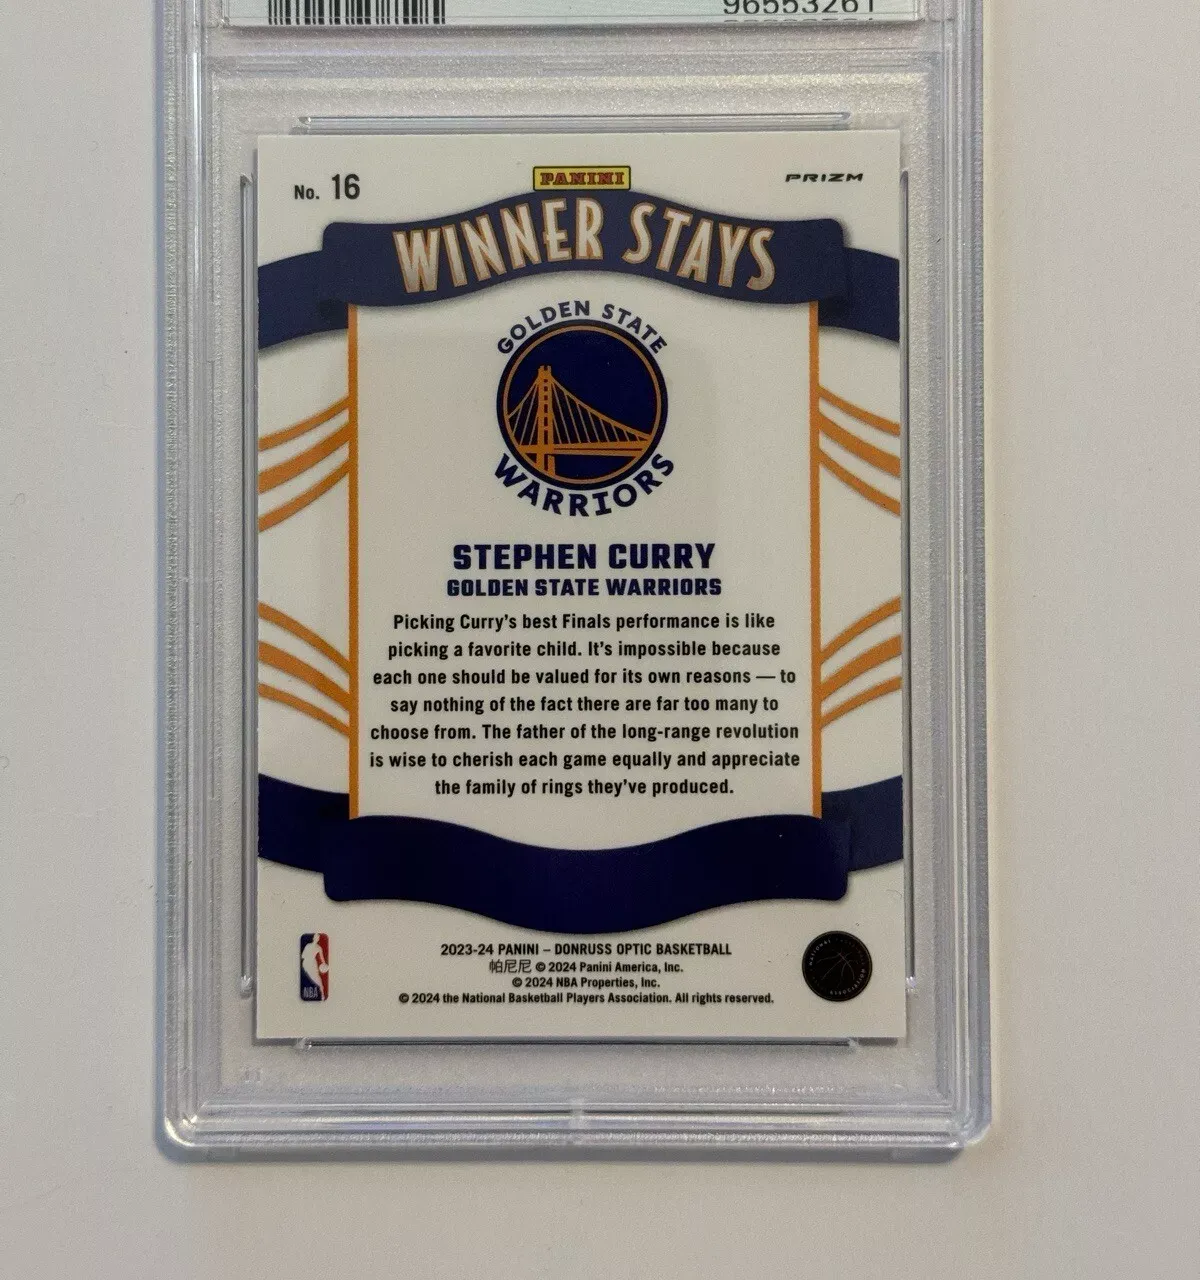 96553261
No. 16
PANINI
PRIZM
WINNER STAYS
GOLDEN STATE
WARRIORS
STEPHEN CURRY
GOLDEN STATE WARRIORS
Picking Curry's best Finals performance is like
picking a favorite child. It's impossible because
each one should be valued for its own reasons — to
say nothing of the fact there are far too many to
choose from. The father of the long-range revolution
is wise to cherish each game equally and appreciate
the family of rings they've produced.
NBA
2023-24 PANINI – DONRUSS OPTIC BASKETBALL
帕尼尼 © 2024 Panini America, Inc.
© 2024 NBA Properties, Inc.
© 2024 the National Basketball Players Association. All rights reserved.
NATIONAL
ASSOCIATION